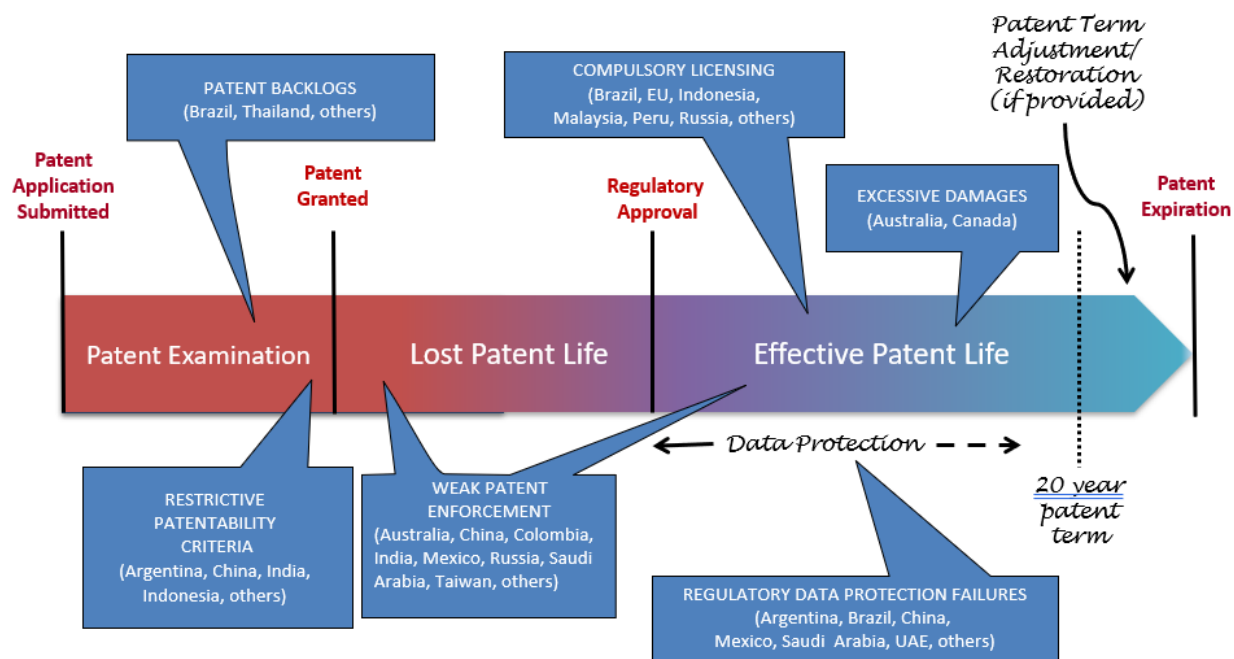 Patent Term
Adjustment/
Restoration
(if provided)
PATENT BACKLOGS
(Brazil, Thailand, others)
COMPULSORY LICENSING
(Brazil, EU, Indonesia,
Malaysia, Peru, Russia, others)
Patent
Application
Submitted
Patent
Granted
Regulatory
Approval
EXCESSIVE DAMAGES
(Australia, Canada)
Patent
Expiration
Patent Examination
Lost Patent Life
Effective Patent Life
Data Protection
20 year
patent
term
RESTRICTIVE
PATENTABILITY
CRITERIA
(Argentina, China, India,
Indonesia, others)
WEAK PATENT
ENFORCEMENT
(Australia, China, Colombia,
India, Mexico, Russia, Saudi
Arabia, Taiwan, others)
REGULATORY DATA PROTECTION FAILURES
(Argentina, Brazil, China,
Mexico, Saudi Arabia, UAE, others)